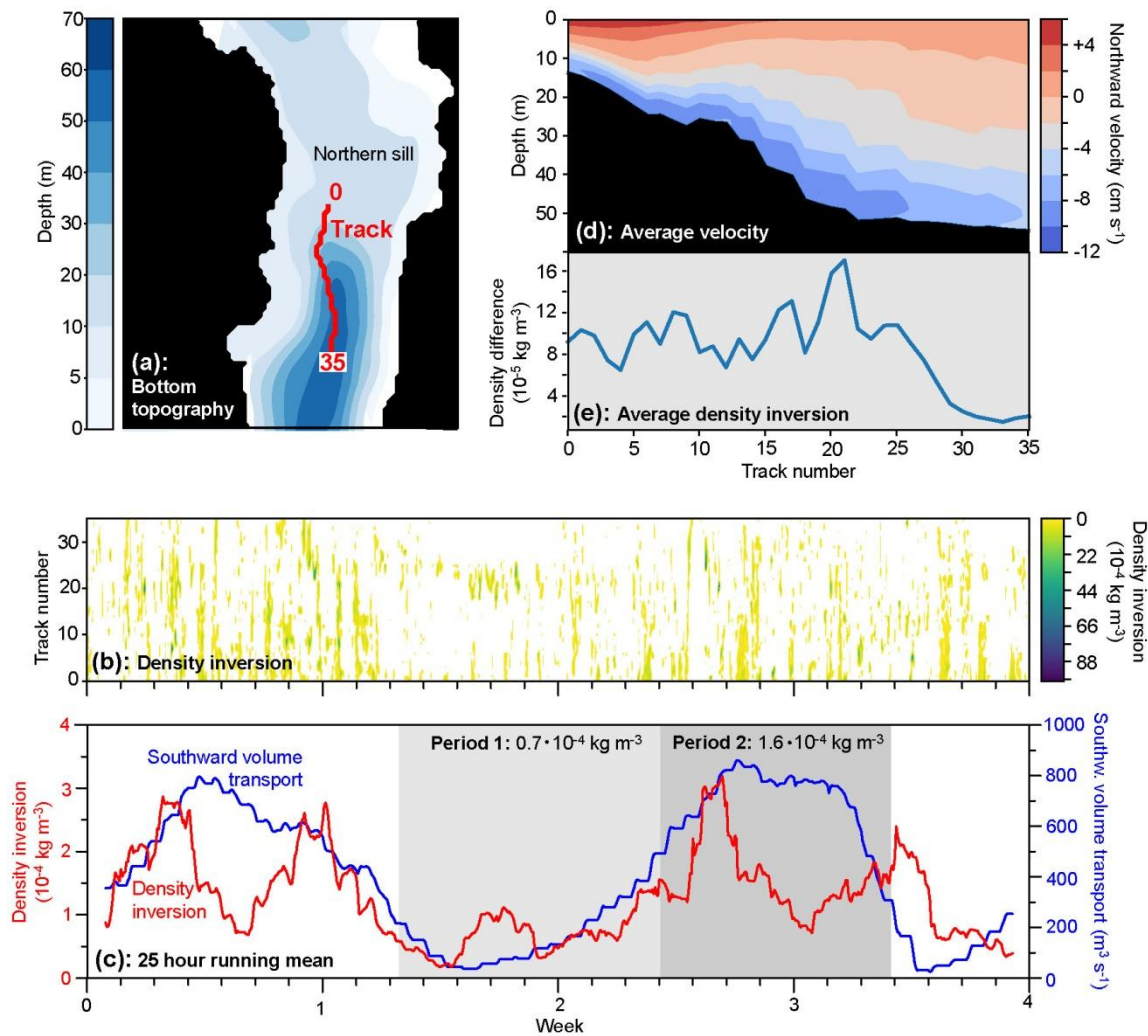 70
60
50
40
30
20
10
5
0
Depth (m)
Northern sill
0
Track
35
(a):
Bottom
topography
0
10
20
30
40
50
Depth (m)
(d): Average velocity
+4
0
-4
-8
-12
Northward velocity (cm s⁻¹)
16
12
8
4
Density difference
(10⁻⁵ kg m⁻³)
(e): Average density inversion
0 5 10 15 20 25 30 35
Track number
30
20
10
0
Track number
(b): Density inversion
0
22
44
66
88
Density inversion
(10⁻⁴ kg m⁻³)
4
3
2
1
0
Density inversion
(10⁻⁴ kg m⁻³)
Southward volume
transport
Density
inversion
Period 1: 0.7・10⁻⁴ kg m⁻³
Period 2: 1.6・10⁻⁴ kg m⁻³
(c): 25 hour running mean
1000
800
600
400
200
0
Southw. volume transport (m³ s⁻¹)
0 1 2 3 4
Week